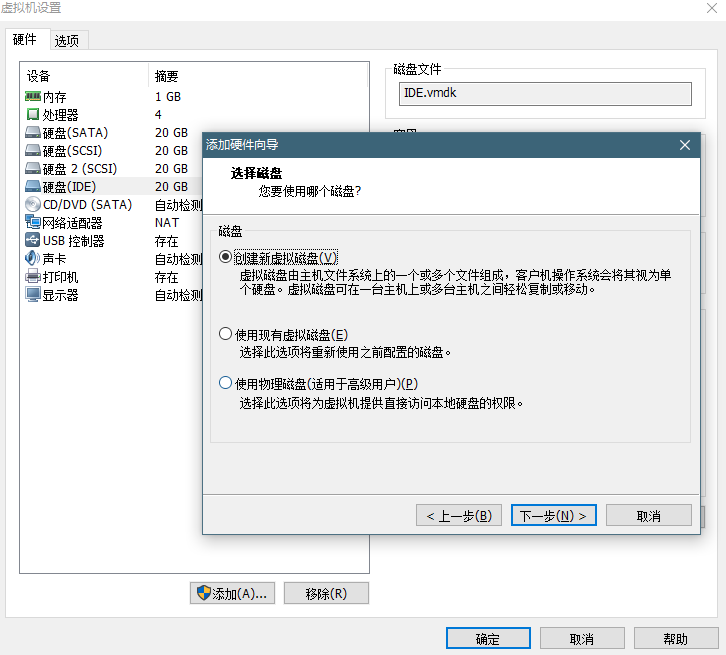 虚拟机设置
硬件 选项
设备 摘要
内存 1 GB
处理器 4
硬盘(SATA) 20 GB
硬盘(SCSI) 20 GB
硬盘 2 (SCSI) 20 GB
硬盘(IDE) 20 GB
CD/DVD (SATA) 自动检测
网络适配器 NAT
USB 控制器 存在
声卡 自动检测
打印机 存在
显示器 自动检测
磁盘文件
IDE.vmdk
添加硬件向导
选择磁盘
您要使用哪个磁盘?
磁盘
创建新虚拟磁盘(V)
虚拟磁盘由主机文件系统上的一个或多个文件组成，客户机操作系统会将其视为单
个硬盘。虚拟磁盘可在一台主机上或多台主机之间轻松复制或移动。
使用现有虚拟磁盘(E)
选择此选项将重新使用之前配置的磁盘。
使用物理磁盘(适用于高级用户)(P)
选择此选项将为虚拟机提供直接访问本地硬盘的权限。
< 上一步(B) 下一步(N) > 取消
添加(A)... 移除(R)
确定 取消 帮助